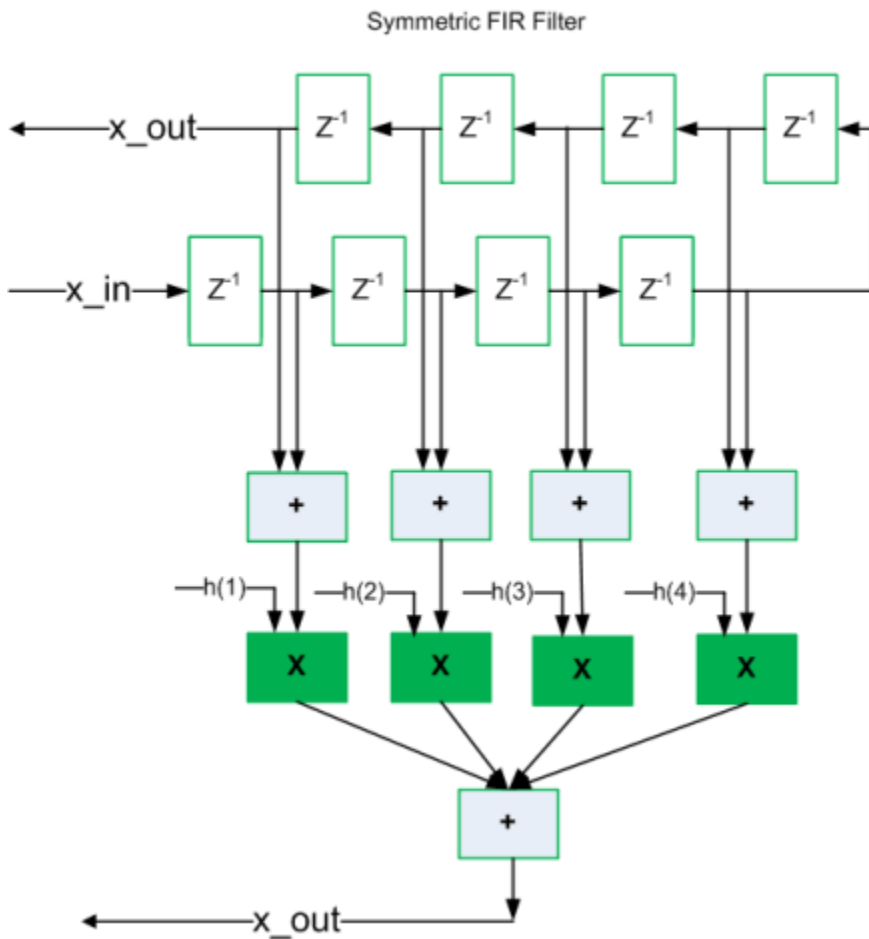 Symmetric FIR Filter
x_out Z⁻¹ Z⁻¹ Z⁻¹ Z⁻¹
x_in Z⁻¹ Z⁻¹ Z⁻¹ Z⁻¹
+ + + +
h(1) h(2) h(3) h(4)
X X X X
+
x_out